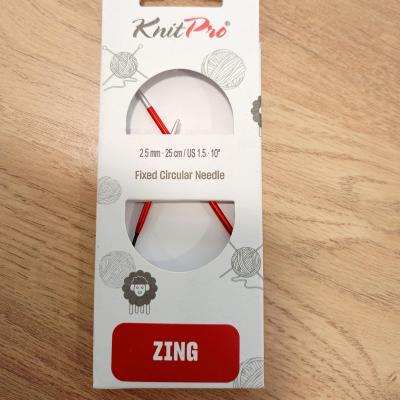 KnitPro®
2.5 mm - 25 cm / US 1.5 - 10"
Fixed Circular Needle
ZING